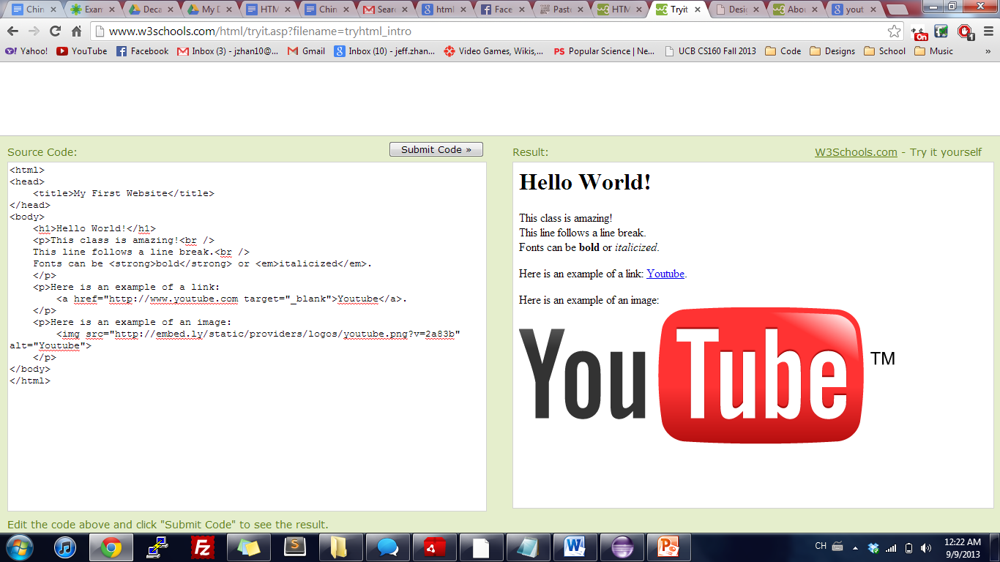 Chin
Exam
Deca
My D
HTM
Chin
Sear
html
Face
Paste
HTM
Tryit
Desig
Abou
yout
www.w3schools.com/html/tryit.asp?filename=tryhtml_intro
On
1
Yahoo! YouTube Facebook Inbox (3) - jzhan10@... Gmail Inbox (10) - jeff.zhan... Video Games, Wikis,... PS Popular Science | Ne... UCB CS160 Fall 2013 Code Designs School Music »
Source Code:
Submit Code »
<html>
<head>
    <title>My First Website</title>
</head>
<body>
    <h1>Hello World!</h1>
    <p>This class is amazing!<br />
    This line follows a line break.<br />
    Fonts can be <strong>bold</strong> or <em>italicized</em>.
    </p>
    <p>Here is an example of a link:
        <a href="http://www.youtube.com target="_blank">Youtube</a>.
    </p>
    <p>Here is an example of an image:
        <img src="http://embed.ly/static/providers/logos/youtube.png?v=2a83b"
alt="Youtube">
    </p>
</body>
</html>
Result:
W3Schools.com - Try it yourself
Hello World!
This class is amazing!
This line follows a line break.
Fonts can be bold or italicized.
Here is an example of a link: Youtube.
Here is an example of an image:
You Tube TM
Edit the code above and click "Submit Code" to see the result.
CH
12:22 AM
9/9/2013